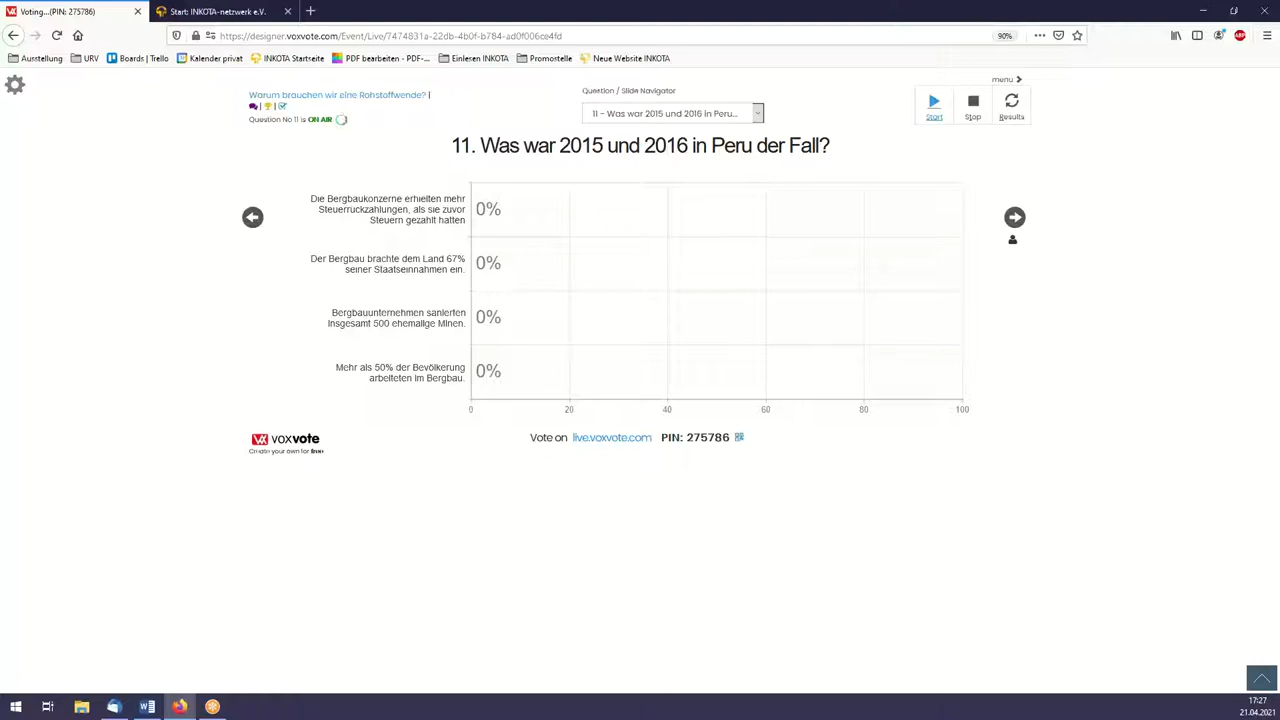 Voting...(PIN: 275786)
Start: INKOTA-netzwerk e.V.
https://designer.voxvote.com/Event/Live/7474831a-22db-4b0f-b784-ad0f006ce4fd
90%
Ausstellung
URV
Boards | Trello
Kalender privat
INKOTA Startseite
PDF bearbeiten - PDF-...
Einlesen INKOTA
Promostelle
Neue Website INKOTA
menu
Warum brauchen wir eine Rohstoffwende? |
Question / Slide Navigator
Question No 11 is ON AIR
11 - Was war 2015 und 2016 in Peru...
Start
Stop
Results
11. Was war 2015 und 2016 in Peru der Fall?
Die Bergbaukonzerne erhielten mehr
Steuerrückzahlungen, als sie zuvor
Steuern gezahlt hatten
0%
Der Bergbau brachte dem Land 67%
seiner Staatseinnahmen ein.
0%
Bergbauunternehmen sanierten
insgesamt 500 ehemalige Minen.
0%
Mehr als 50% der Bevölkerung
arbeiteten im Bergbau.
0%
0 20 40 60 80 100
voxvote
Create your own for free
Vote on live.voxvote.com PIN: 275786
17:27
21.04.2021